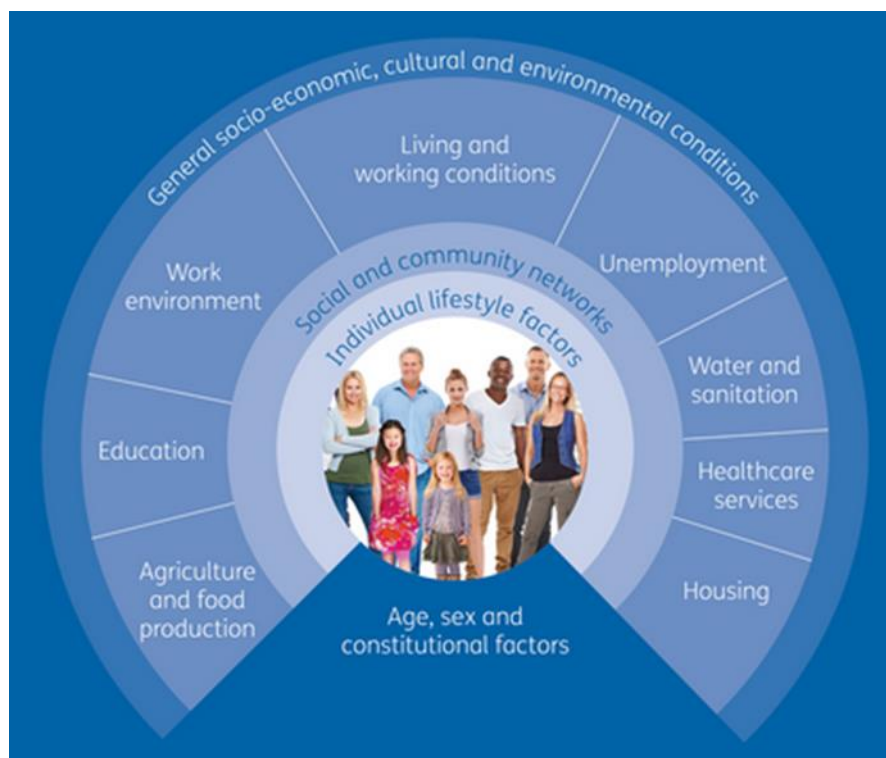 General socio-economic, cultural and environmental conditions
Living and
working conditions
Work
environment
Unemployment
Social and community networks
Individual lifestyle factors
Water and
sanitation
Education
Healthcare
services
Agriculture
and food
production
Housing
Age, sex and
constitutional factors